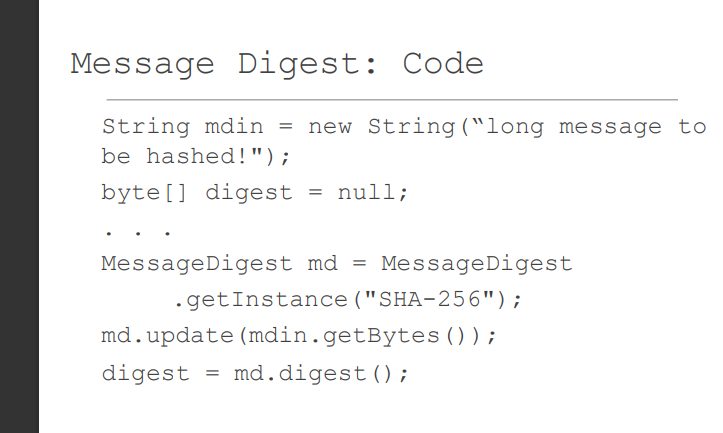 Message Digest: Code
String mdin = new String(“long message to
be hashed!");
byte[] digest = null;
. . .
MessageDigest md = MessageDigest
.getInstance("SHA-256");
md.update(mdin.getBytes());
digest = md.digest();